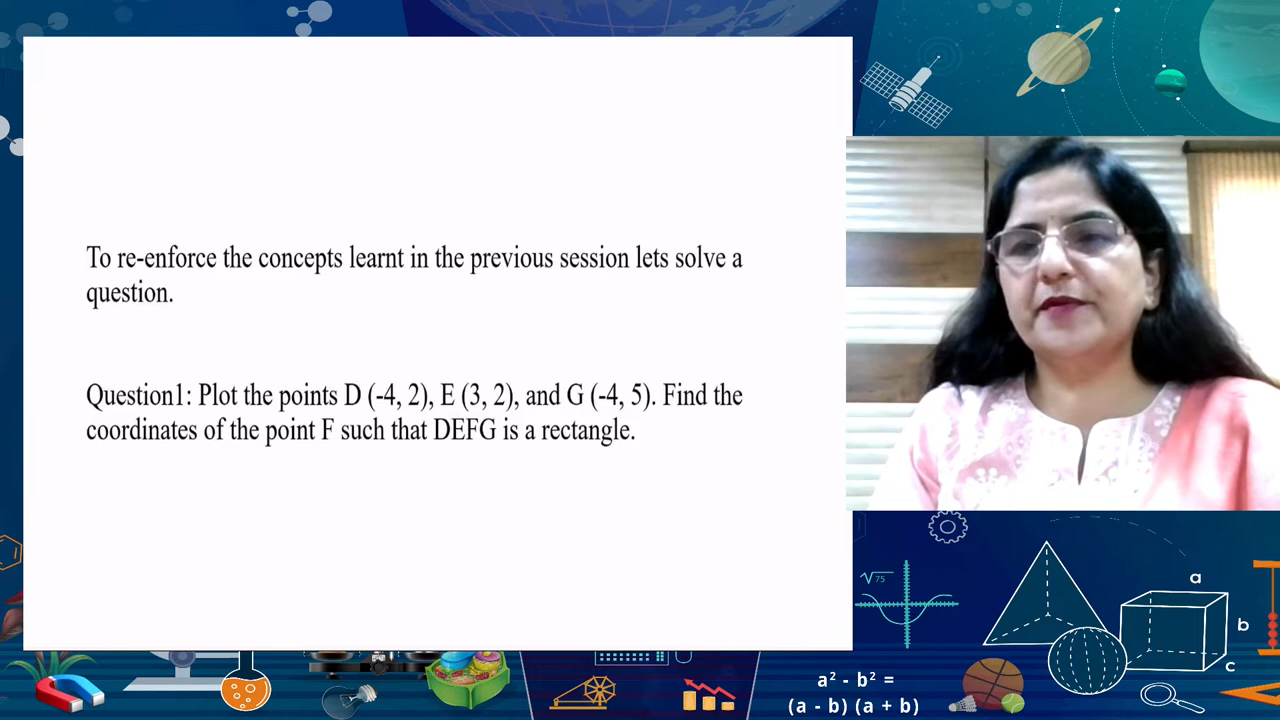 To re-enforce the concepts learnt in the previous session lets solve a
question.
Question1: Plot the points D (-4, 2), E (3, 2), and G (-4, 5). Find the
coordinates of the point F such that DEFG is a rectangle.
√75
a
b
c
a² - b² =
(a - b) (a + b)